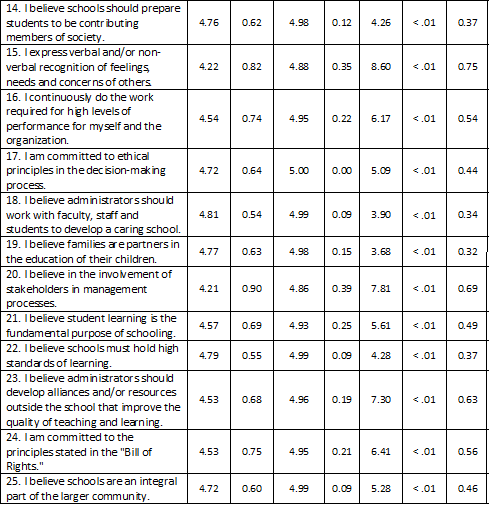 14. I believe schools should prepare
students to be contributing
members of society.
4.76 0.62 4.98 0.12 4.26 < .01 0.37
15. I express verbal and/or non-
verbal recognition of feelings,
needs and concerns of others.
4.22 0.82 4.88 0.35 8.60 < .01 0.75
16. I continuously do the work
required for high levels of
performance for myself and the
organization.
4.54 0.74 4.95 0.22 6.17 < .01 0.54
17. I am committed to ethical
principles in the decision-making
process.
4.72 0.64 5.00 0.00 5.09 < .01 0.44
18. I believe administrators should
work with faculty, staff and
students to develop a caring school.
4.81 0.54 4.99 0.09 3.90 < .01 0.34
19. I believe families are partners in
the education of their children.
4.77 0.63 4.98 0.15 3.68 < .01 0.32
20. I believe in the involvement of
stakeholders in management
processes.
4.21 0.90 4.86 0.39 7.81 < .01 0.69
21. I believe student learning is the
fundamental purpose of schooling.
4.57 0.69 4.93 0.25 5.61 < .01 0.49
22. I believe schools must hold high
standards of learning.
4.79 0.55 4.99 0.09 4.28 < .01 0.37
23. I believe administrators should
develop alliances and/or resources
outside the school that improve the
quality of teaching and learning.
4.53 0.68 4.96 0.19 7.30 < .01 0.63
24. I am committed to the
principles stated in the "Bill of
Rights."
4.53 0.75 4.95 0.21 6.41 < .01 0.56
25. I believe schools are an integral
part of the larger community.
4.72 0.60 4.99 0.09 5.28 < .01 0.46